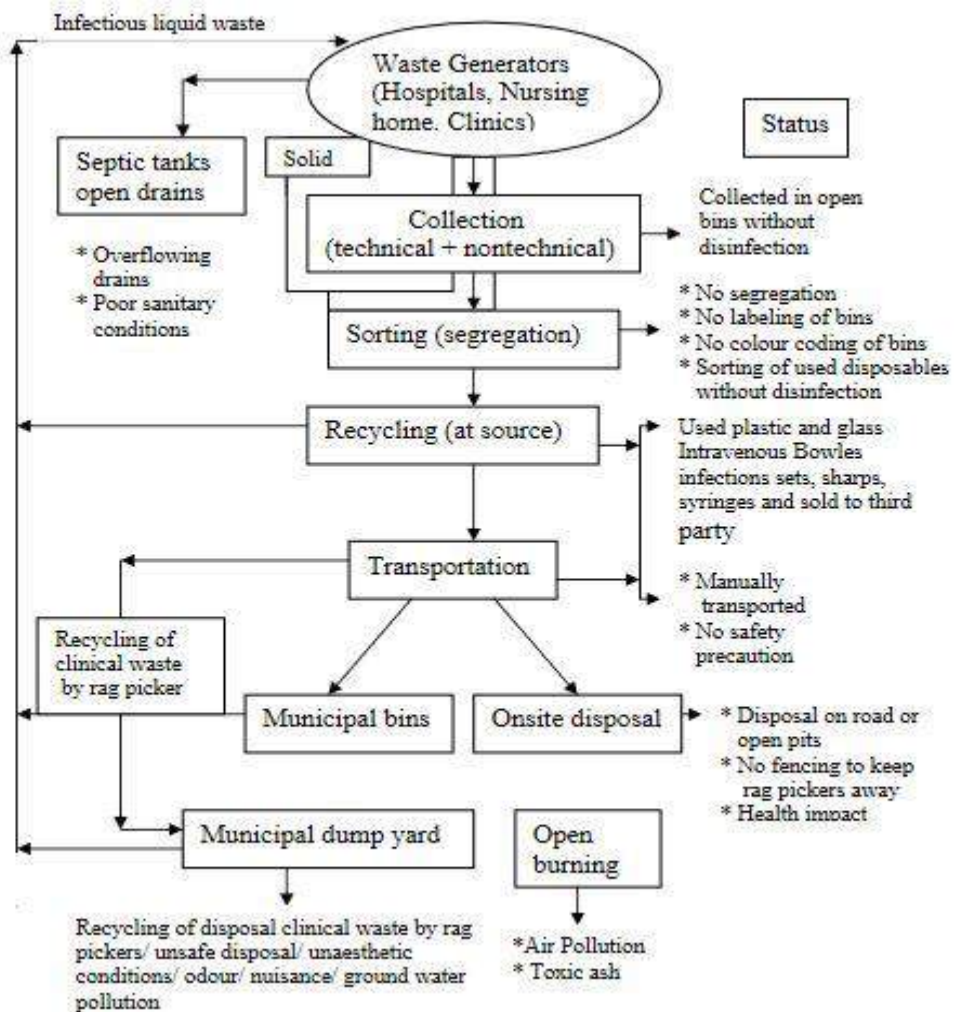 Infectious liquid waste
Waste Generators
(Hospitals, Nursing
home. Clinics)
Status
Septic tanks
open drains
Solid
Collection
(technical + nontechnical)
Collected in open
bins without
disinfection
* Overflowing
drains
* Poor sanitary
conditions
Sorting (segregation)
* No segregation
* No labeling of bins
* No colour coding of bins
* Sorting of used disposables
without disinfection
Recycling (at source)
Used plastic and glass
Intravenous Bowles
infections sets, sharps,
syringes and sold to third
party
Transportation
* Manually
transported
* No safety
precaution
Recycling of
clinical waste
by rag picker
Municipal bins
Onsite disposal
* Disposal on road or
open pits
* No fencing to keep
rag pickers away
* Health impact
Municipal dump yard
Open
burning
Recycling of disposal clinical waste by rag
pickers/ unsafe disposal/ unaesthetic
conditions/ odour/ nuisance/ ground water
pollution
*Air Pollution
* Toxic ash